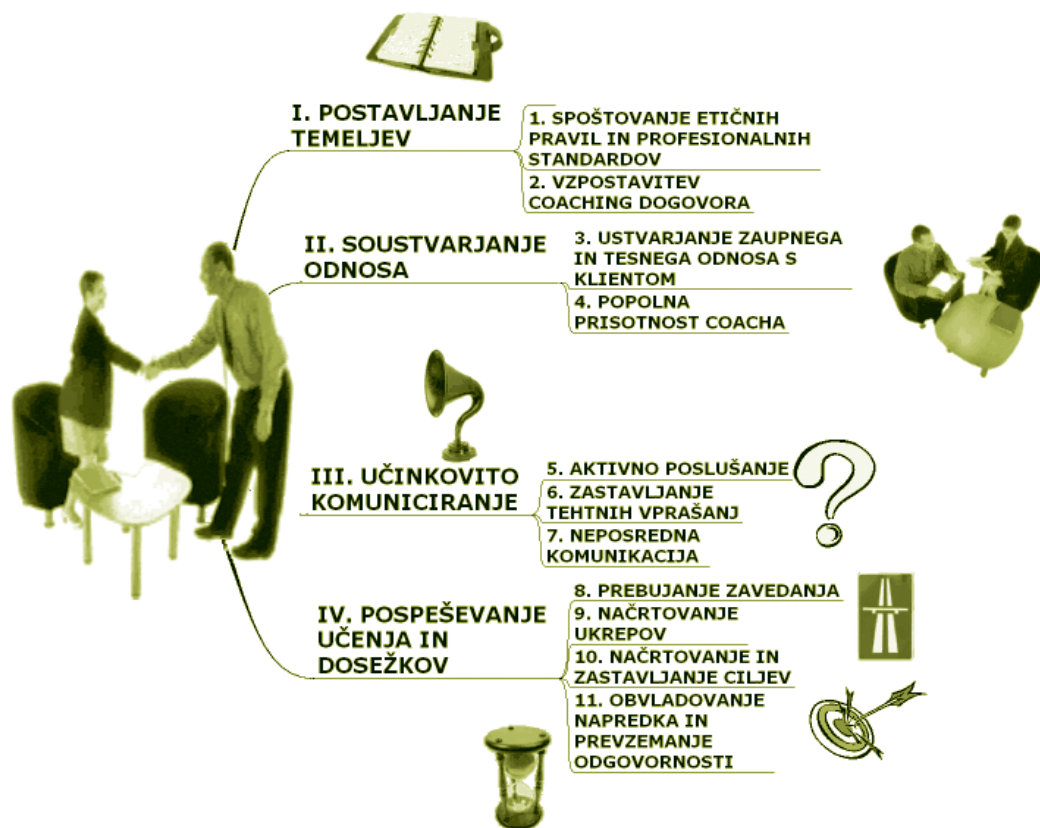 I. POSTAVLJANJE
TEMELJEV
1. SPOŠTOVANJE ETIČNIH
PRAVIL IN PROFESIONALNIH
STANDARDOV
2. VZPOSTAVITEV
COACHING DOGOVORA
II. SOUSTVARJANJE
ODNOSA
3. USTVARJANJE ZAUPNEGA
IN TESNEGA ODNOSA S
KLIENTOM
4. POPOLNA
PRISOTNOST COACHA
III. UČINKOVITO
KOMUNICIRANJE
5. AKTIVNO POSLUŠANJE
6. ZASTAVLJANJE
TEHTNIH VPRAŠANJ
7. NEPOSREDNA
KOMUNIKACIJA
IV. POSPEŠEVANJE
UČENJA IN
DOSEŽKOV
8. PREBUJANJE ZAVEDANJA
9. NAČRTOVANJE
UKREPOV
10. NAČRTOVANJE IN
ZASTAVLJANJE CILJEV
11. OBVLADOVANJE
NAPREDKA IN
PREVZEMANJE
ODGOVORNOSTI